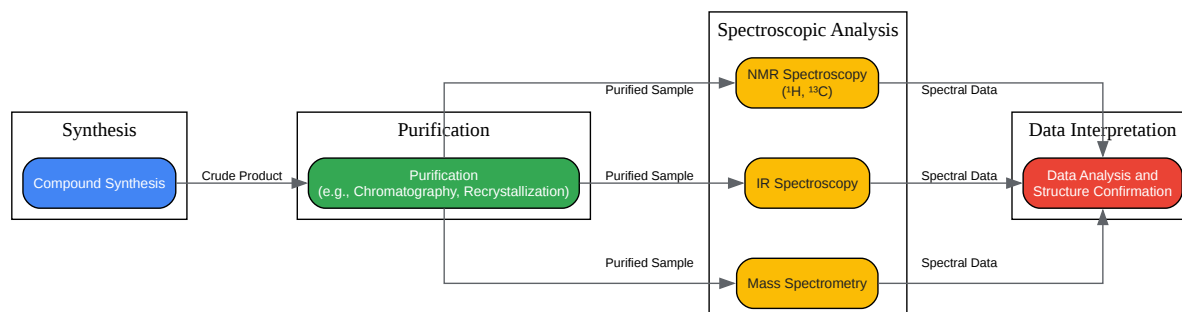 Synthesis
Compound Synthesis
Crude Product
Purification
Purification
(e.g., Chromatography, Recrystallization)
Purified Sample
Purified Sample
Purified Sample
Spectroscopic Analysis
NMR Spectroscopy
(¹H, ¹³C)
IR Spectroscopy
Mass Spectrometry
Spectral Data
Spectral Data
Spectral Data
Data Interpretation
Data Analysis and
Structure Confirmation